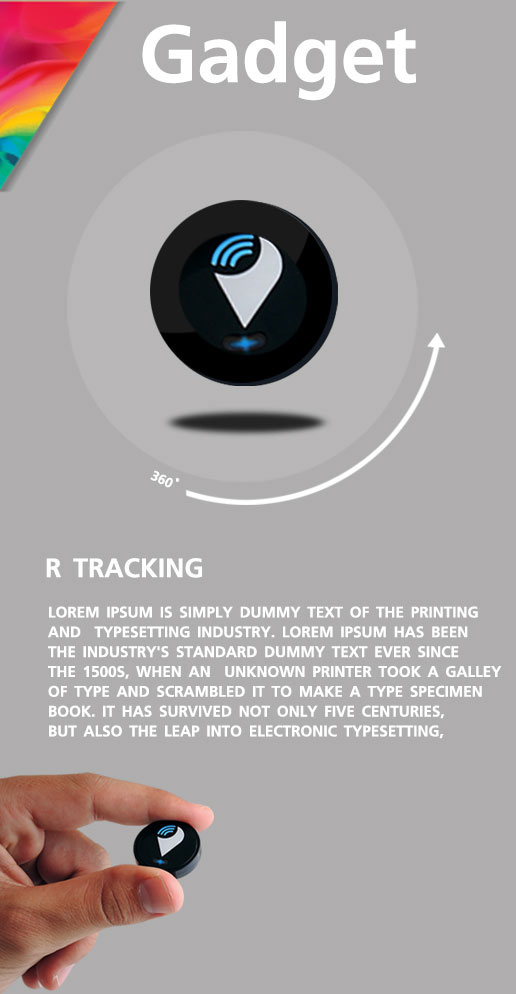 Gadget
360°
R TRACKING
LOREM IPSUM IS SIMPLY DUMMY TEXT OF THE PRINTING
AND TYPESETTING INDUSTRY. LOREM IPSUM HAS BEEN
THE INDUSTRY'S STANDARD DUMMY TEXT EVER SINCE
THE 1500S, WHEN AN UNKNOWN PRINTER TOOK A GALLEY
OF TYPE AND SCRAMBLED IT TO MAKE A TYPE SPECIMEN
BOOK. IT HAS SURVIVED NOT ONLY FIVE CENTURIES,
BUT ALSO THE LEAP INTO ELECTRONIC TYPESETTING,